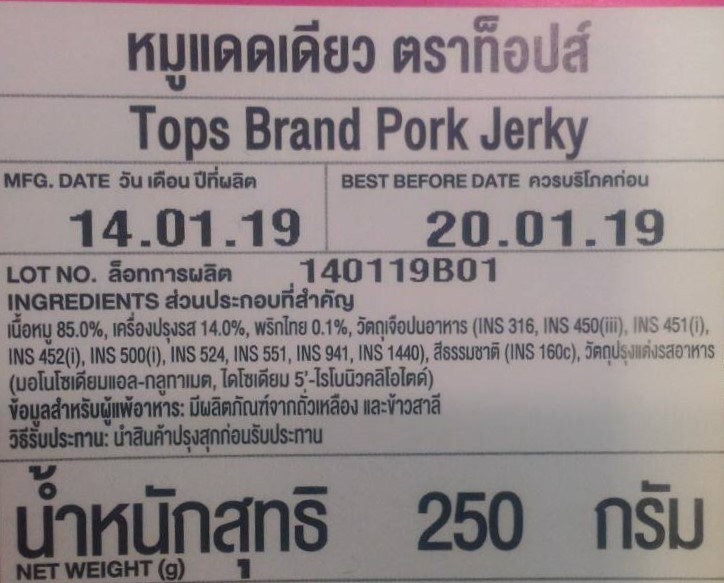 หมูแดดเดียว ตราท็อปส์
Tops Brand Pork Jerky
MFG. DATE วัน เดือน ปีที่ผลิต
14.01.19
BEST BEFORE DATE ควรบริโภคก่อน
20.01.19
LOT NO. ล็อทการผลิต 140119B01
INGREDIENTS ส่วนประกอบที่สำคัญ
เนื้อหมู 85.0%, เครื่องปรุงรส 14.0%, พริกไทย 0.1%, วัตถุเจือปนอาหาร (INS 316, INS 450(iii), INS 451(i),
INS 452(i), INS 500(i), INS 524, INS 551, INS 941, INS 1440), สีธรรมชาติ (INS 160c), วัตถุปรุงแต่งรสอาหาร
(มอโนโซเดียมแอล-กลูทาเมต, ไดโซเดียม 5'-ไรโบนิวคลีโอไตด์)
ข้อมูลสำหรับผู้แพ้อาหาร: มีผลิตภัณฑ์จากถั่วเหลือง และข้าวสาลี
วิธีรับประทาน: นำสินค้าปรุงสุกก่อนรับประทาน
น้ำหนักสุทธิ 250 กรัม
NET WEIGHT (g)